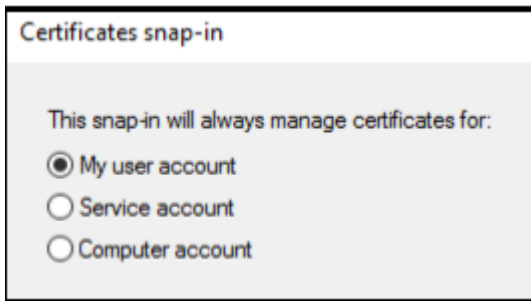 Certificates snap-in
This snap-in will always manage certificates for:
My user account
Service account
Computer account